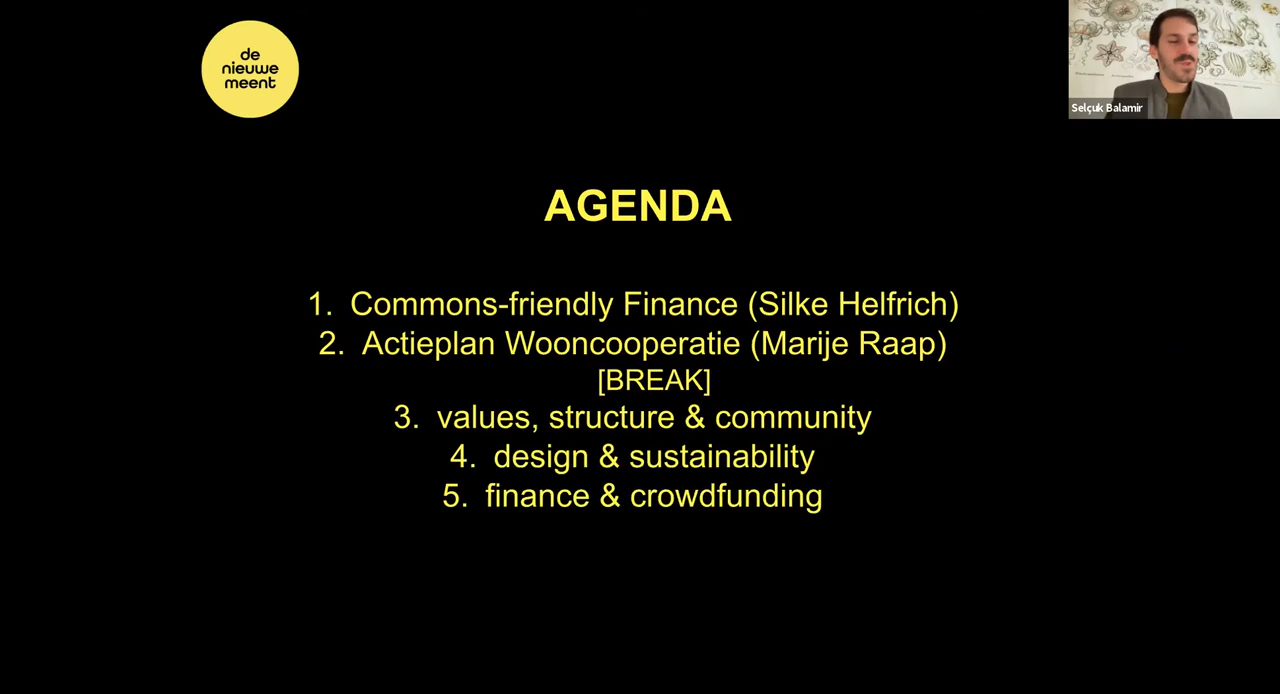 de
nieuwe
meent
Selçuk Balamir
AGENDA
1. Commons-friendly Finance (Silke Helfrich)
2. Actieplan Wooncooperatie (Marije Raap)
[BREAK]
3. values, structure & community
4. design & sustainability
5. finance & crowdfunding